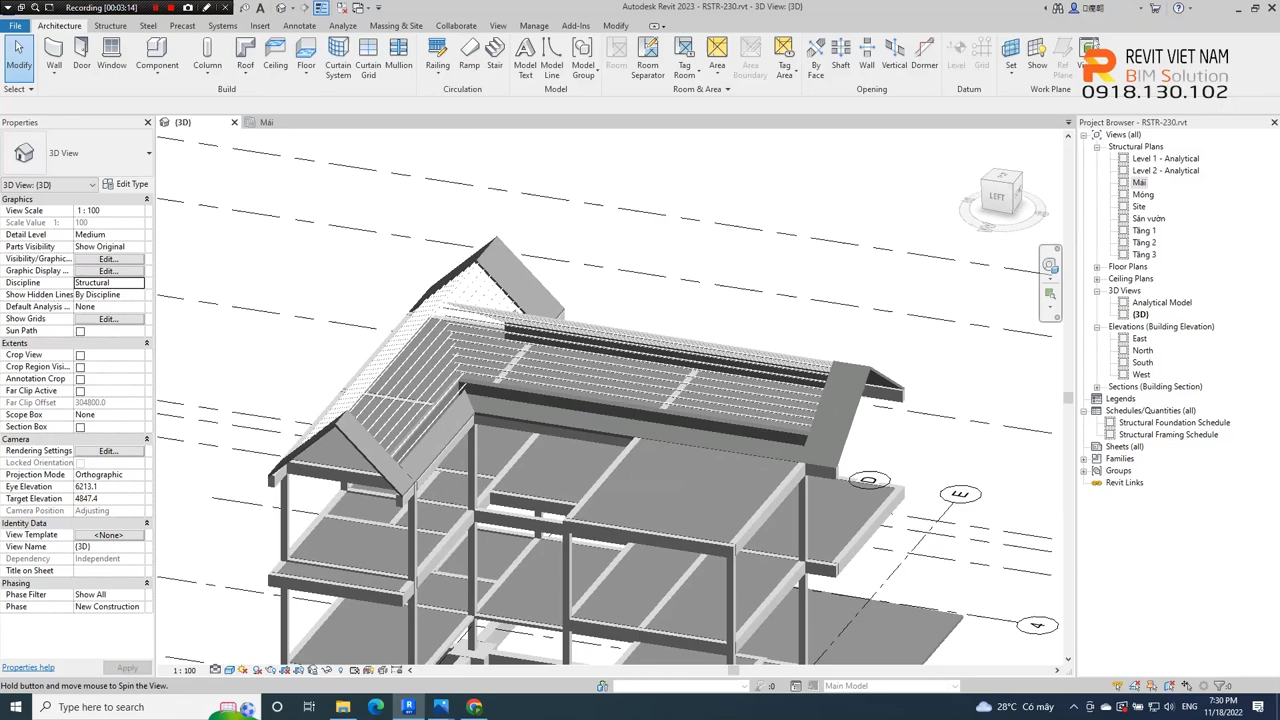 Recording [00:03:14]
Autodesk Revit 2023 - RSTR-230.rvt - 3D View: {3D}
File Architecture Structure Steel Precast Systems Insert Annotate Analyze Massing & Site Collaborate View Manage Add-Ins Modify
Modify Wall Door Window Component Column Roof Ceiling Floor Curtain System Curtain Grid Mullion Railing Ramp Stair Model Text Model Line Model Group Room Room Separator Tag Room Area Area Boundary Tag Area By Face Shaft Wall Vertical Dormer Level Grid Set Show Ref Plane
Select Build Circulation Model Room & Area Opening Datum Work Plane
REVIT VIET NAM
BIM Solution
0918.130.102
Properties
3D View
3D View: {3D} Edit Type
Graphics
View Scale 1 : 100
Scale Value 1: 100
Detail Level Medium
Parts Visibility Show Original
Visibility/Graphic... Edit...
Graphic Display ... Edit...
Discipline Structural
Show Hidden Lines By Discipline
Default Analysis ... None
Show Grids Edit...
Sun Path
Extents
Crop View
Crop Region Visi...
Annotation Crop
Far Clip Active
Far Clip Offset 304800.0
Scope Box None
Section Box
Camera
Rendering Settings Edit...
Locked Orientation
Projection Mode Orthographic
Eye Elevation 6213.1
Target Elevation 4847.4
Camera Position Adjusting
Identity Data
View Template <None>
View Name {3D}
Dependency Independent
Title on Sheet
Phasing
Phase Filter Show All
Phase New Construction
Properties help Apply
{3D} Mái
LEFT
D
E
4
1 : 100
Project Browser - RSTR-230.rvt
Views (all)
Structural Plans
Level 1 - Analytical
Level 2 - Analytical
Mái
Móng
Site
Sân vườn
Tầng 1
Tầng 2
Tầng 3
Floor Plans
Ceiling Plans
3D Views
Analytical Model
{3D}
Elevations (Building Elevation)
East
North
South
West
Sections (Building Section)
Legends
Schedules/Quantities (all)
Structural Foundation Schedule
Structural Framing Schedule
Sheets (all)
Families
Groups
Revit Links
Hold button and move mouse to Spin the View.
:0 Main Model :0
Type here to search
28°C Có mây
ENG
7:30 PM
11/18/2022